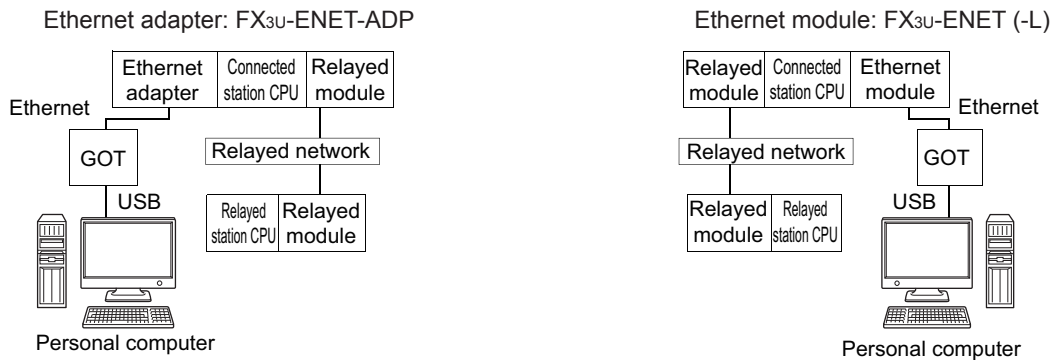 Ethernet adapter: FX3U-ENET-ADP
Ethernet
adapter
Connected
station CPU
Relayed
module
Ethernet
GOT
Relayed network
USB
Relayed
station CPU
Relayed
module
Personal computer
Ethernet module: FX3U-ENET (-L)
Relayed
module
Connected
station CPU
Ethernet
module
Ethernet
Relayed network
GOT
USB
Relayed
module
Relayed
station CPU
Personal computer